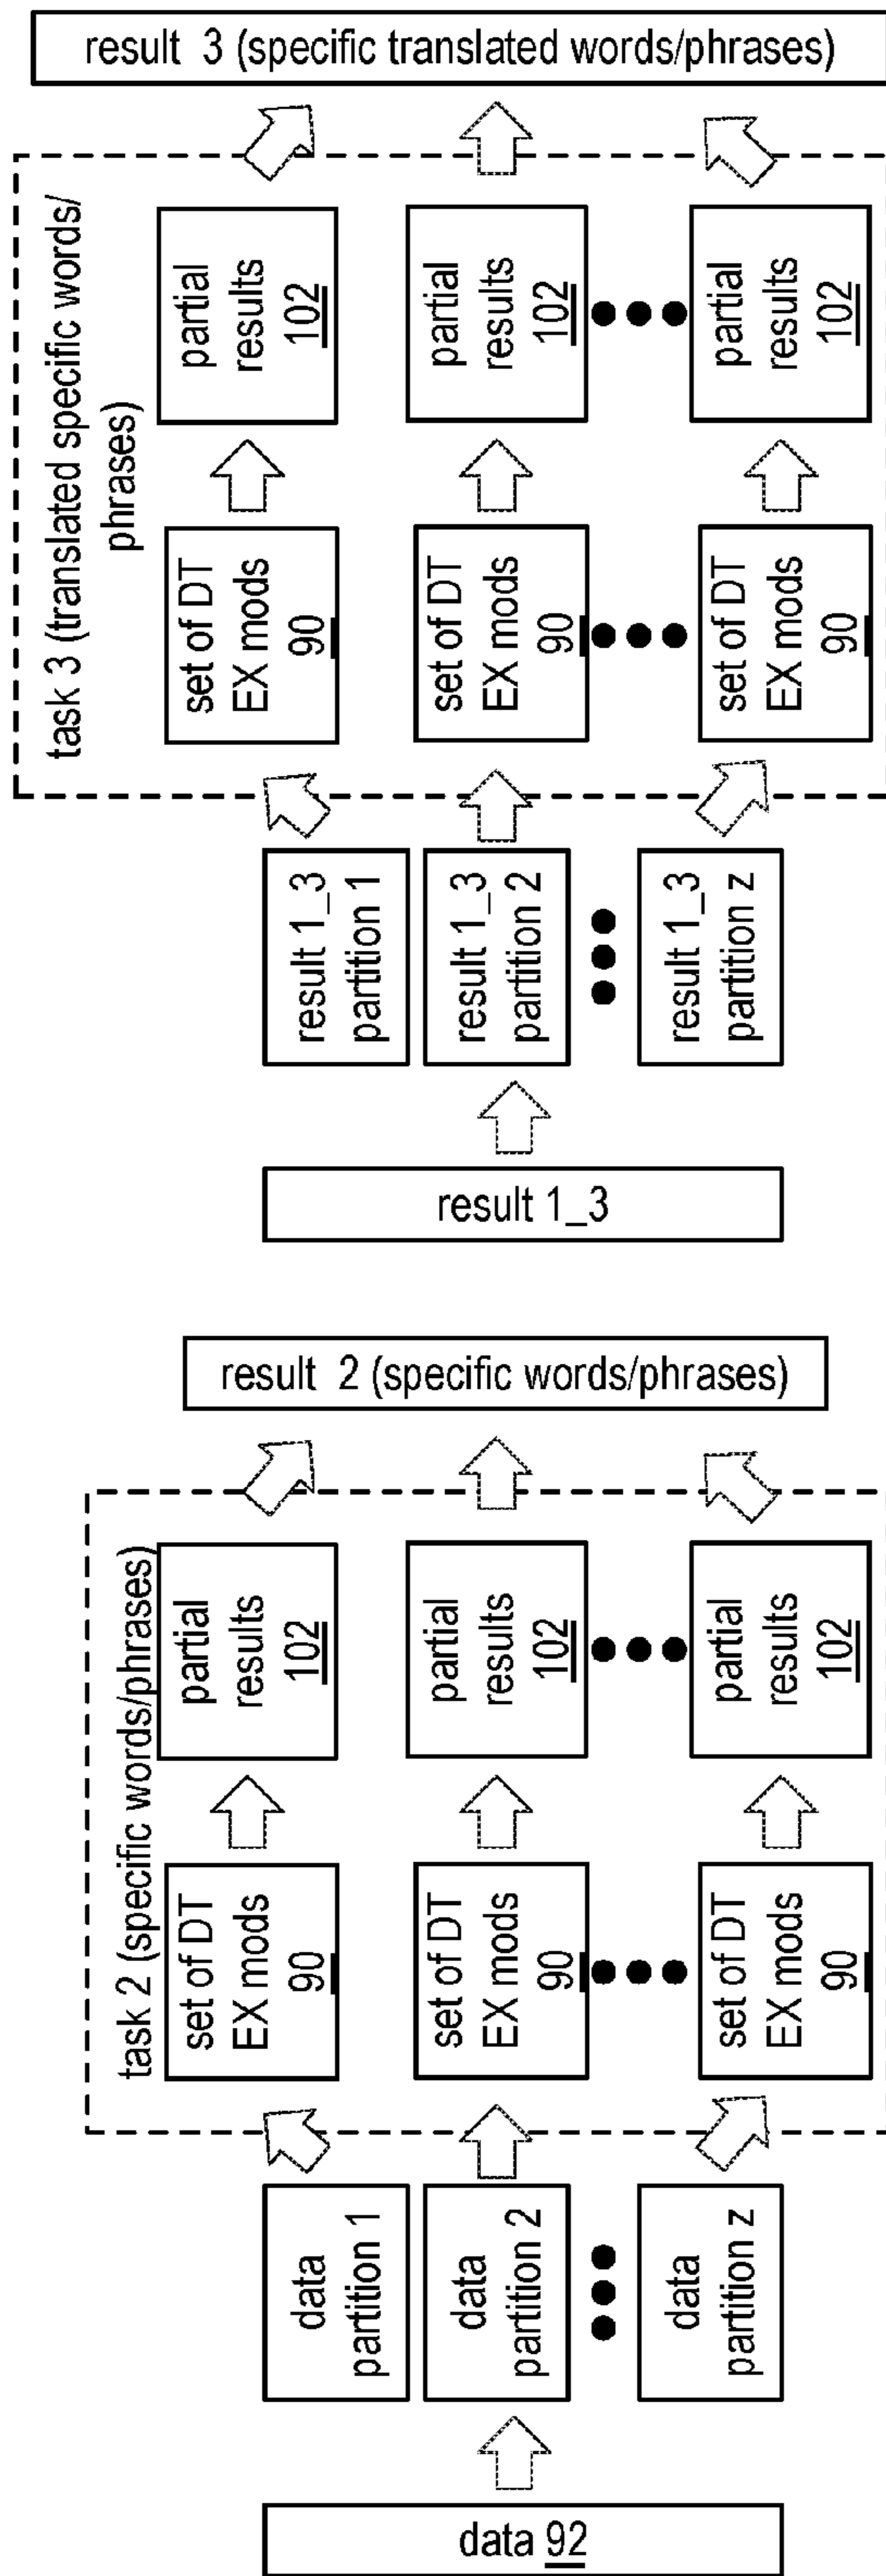 data 92
data
partition 1
data
partition 2
data
partition z
task 2 (specific words/phrases)
set of DT
EX mods
90
partial
results
102
set of DT
EX mods
90
partial
results
102
set of DT
EX mods
90
partial
results
102
result 2 (specific words/phrases)
result 1_3
result 1_3
partition 1
result 1_3
partition 2
result 1_3
partition z
task 3 (translated specific words/
phrases)
set of DT
EX mods
90
partial
results
102
set of DT
EX mods
90
partial
results
102
set of DT
EX mods
90
partial
results
102
result 3 (specific translated words/phrases)